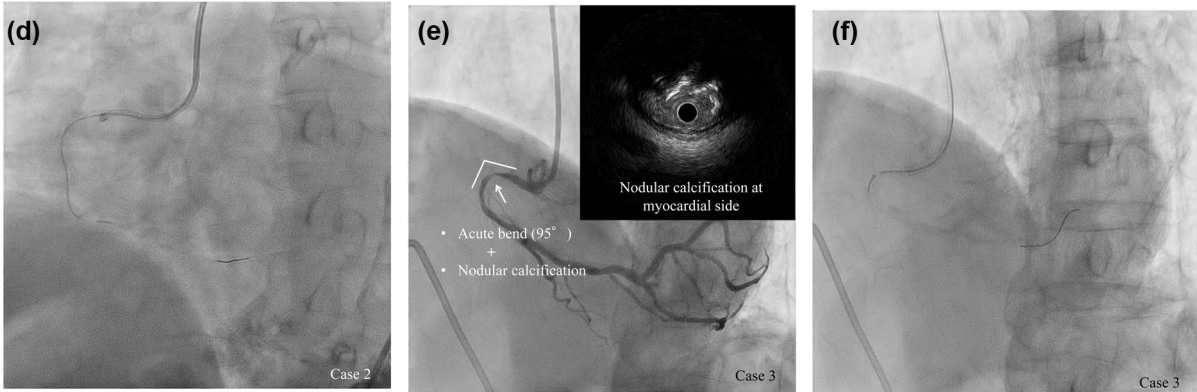 (d)
Case 2
(e)
Nodular calcification at
myocardial side
• Acute bend (95°)
+
• Nodular calcification
Case 3
(f)
Case 3